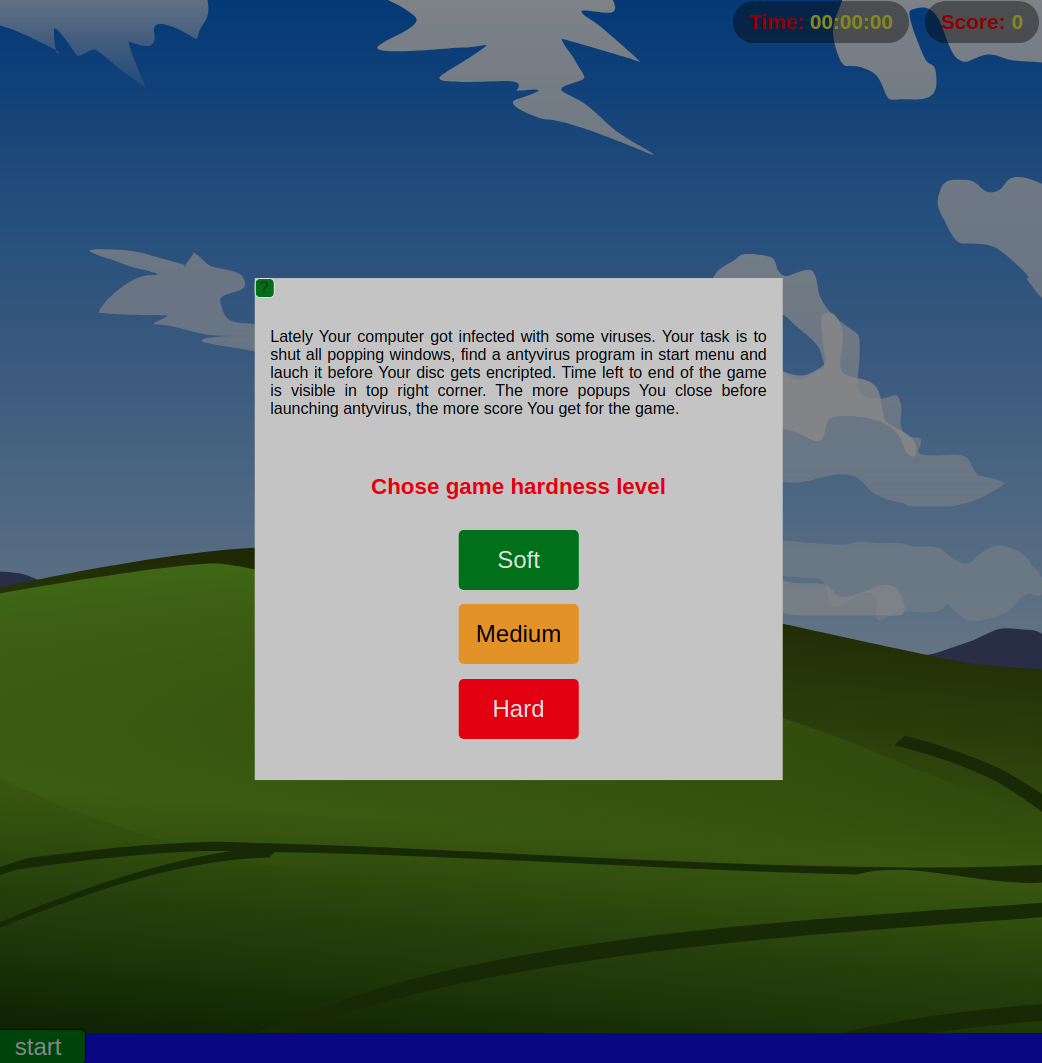 Time: 00:00:00
Score: 0
?
Lately Your computer got infected with some viruses. Your task is to
shut all popping windows, find a antyvirus program in start menu and
lauch it before Your disc gets encripted. Time left to end of the game
is visible in top right corner. The more popups You close before
launching antyvirus, the more score You get for the game.
Chose game hardness level
Soft
Medium
Hard
start